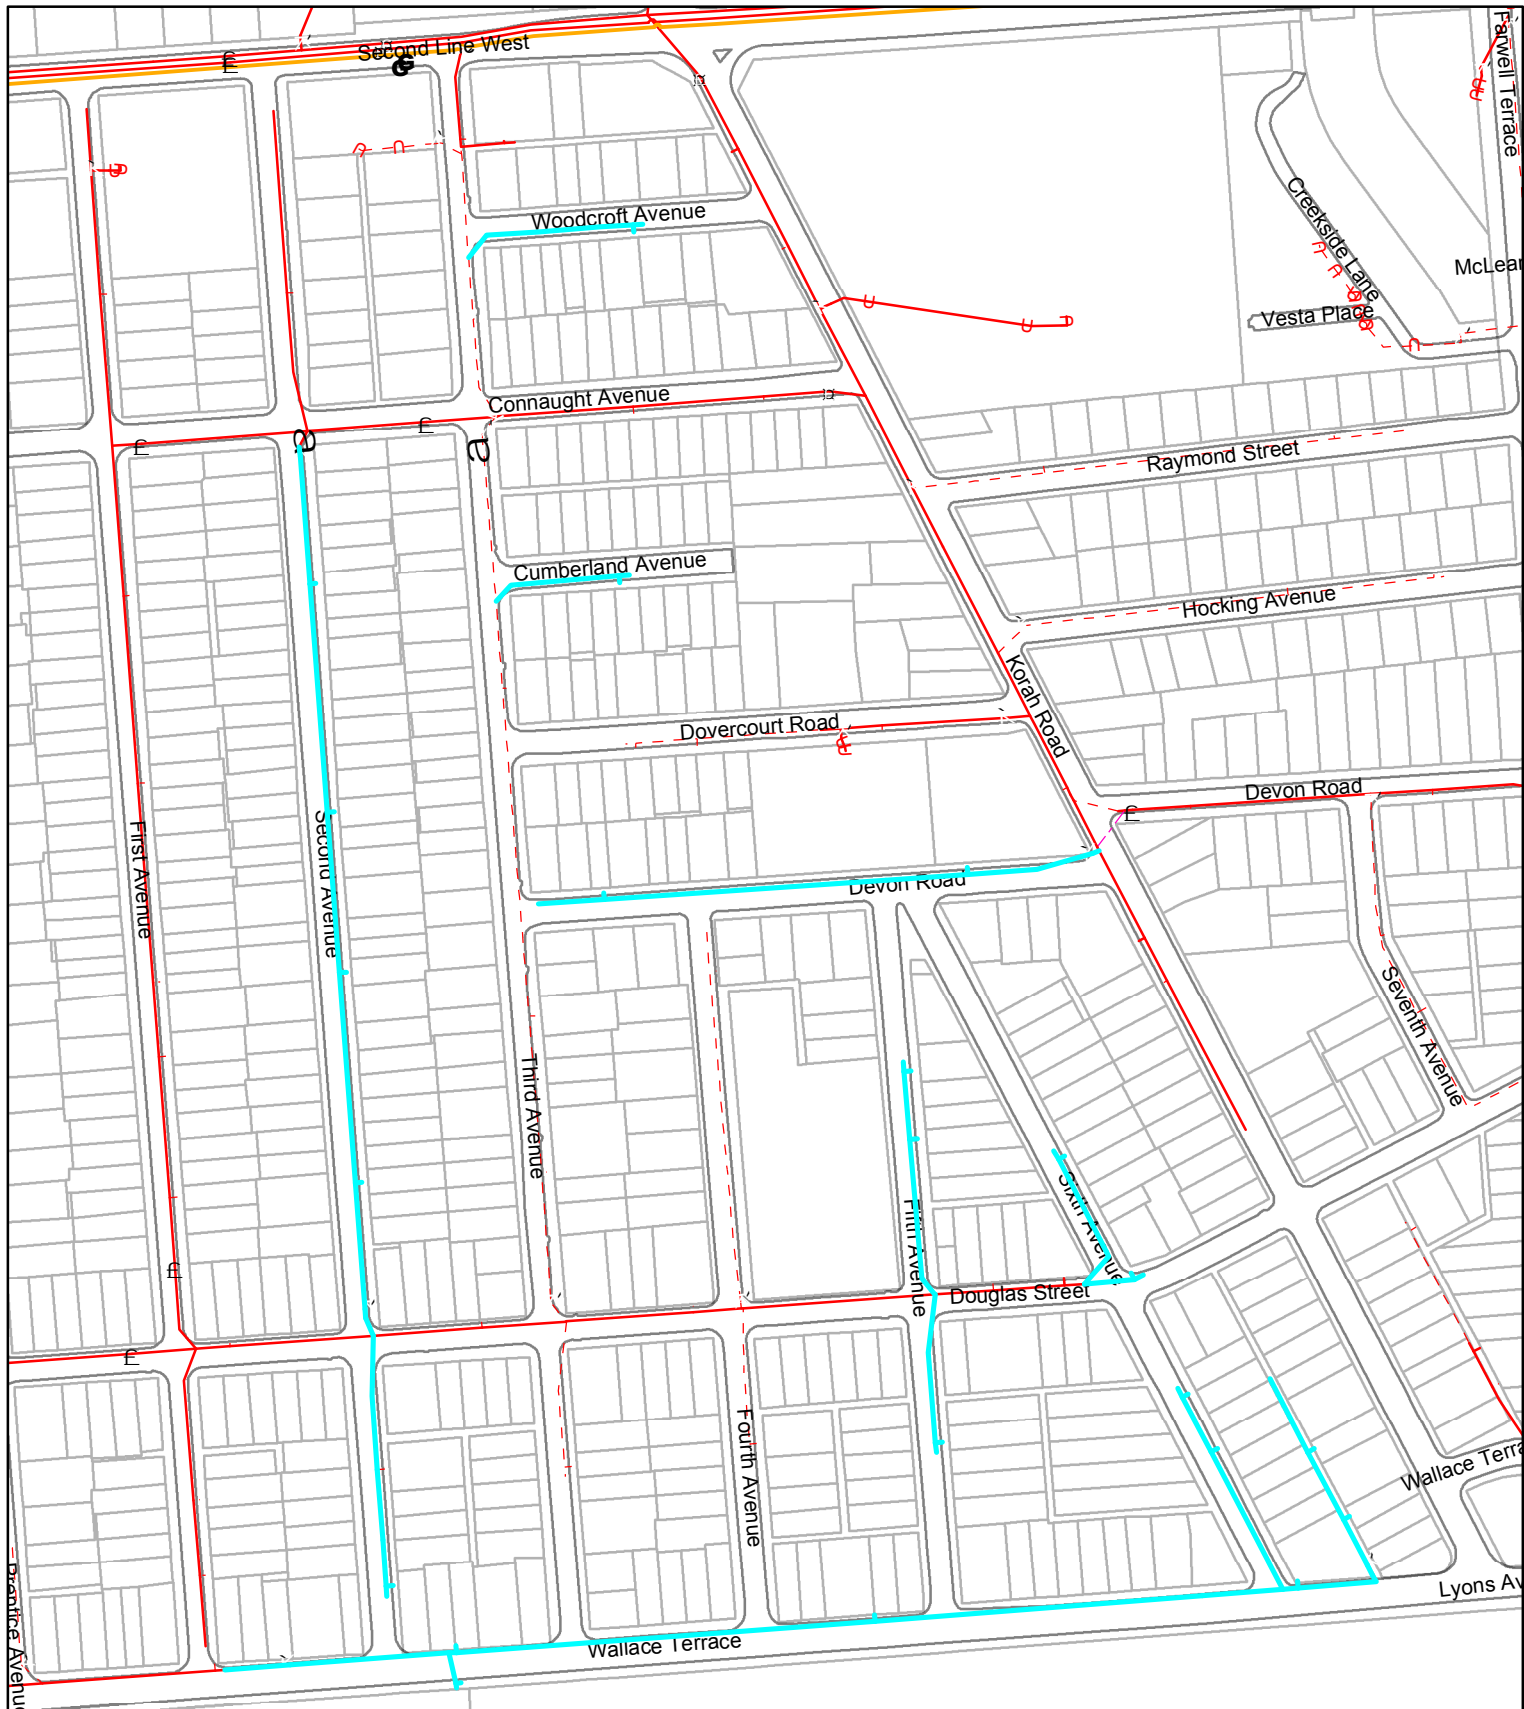 Second Line West
Farwell Terrace
Woodcroft Avenue
Creekside Lane
McLear
Vesta Place
Connaught Avenue
Raymond Street
Cumberland Avenue
Hocking Avenue
Korah Road
Dovercourt Road
Devon Road
First Avenue
Second Avenue
Devon Road
Seventh Avenue
Third Avenue
Fifth Avenue
Sixth Avenue
Douglas Street
Fourth Avenue
Wallace Terra
Prentice Avenue
Lyons Av
Wallace Terrace